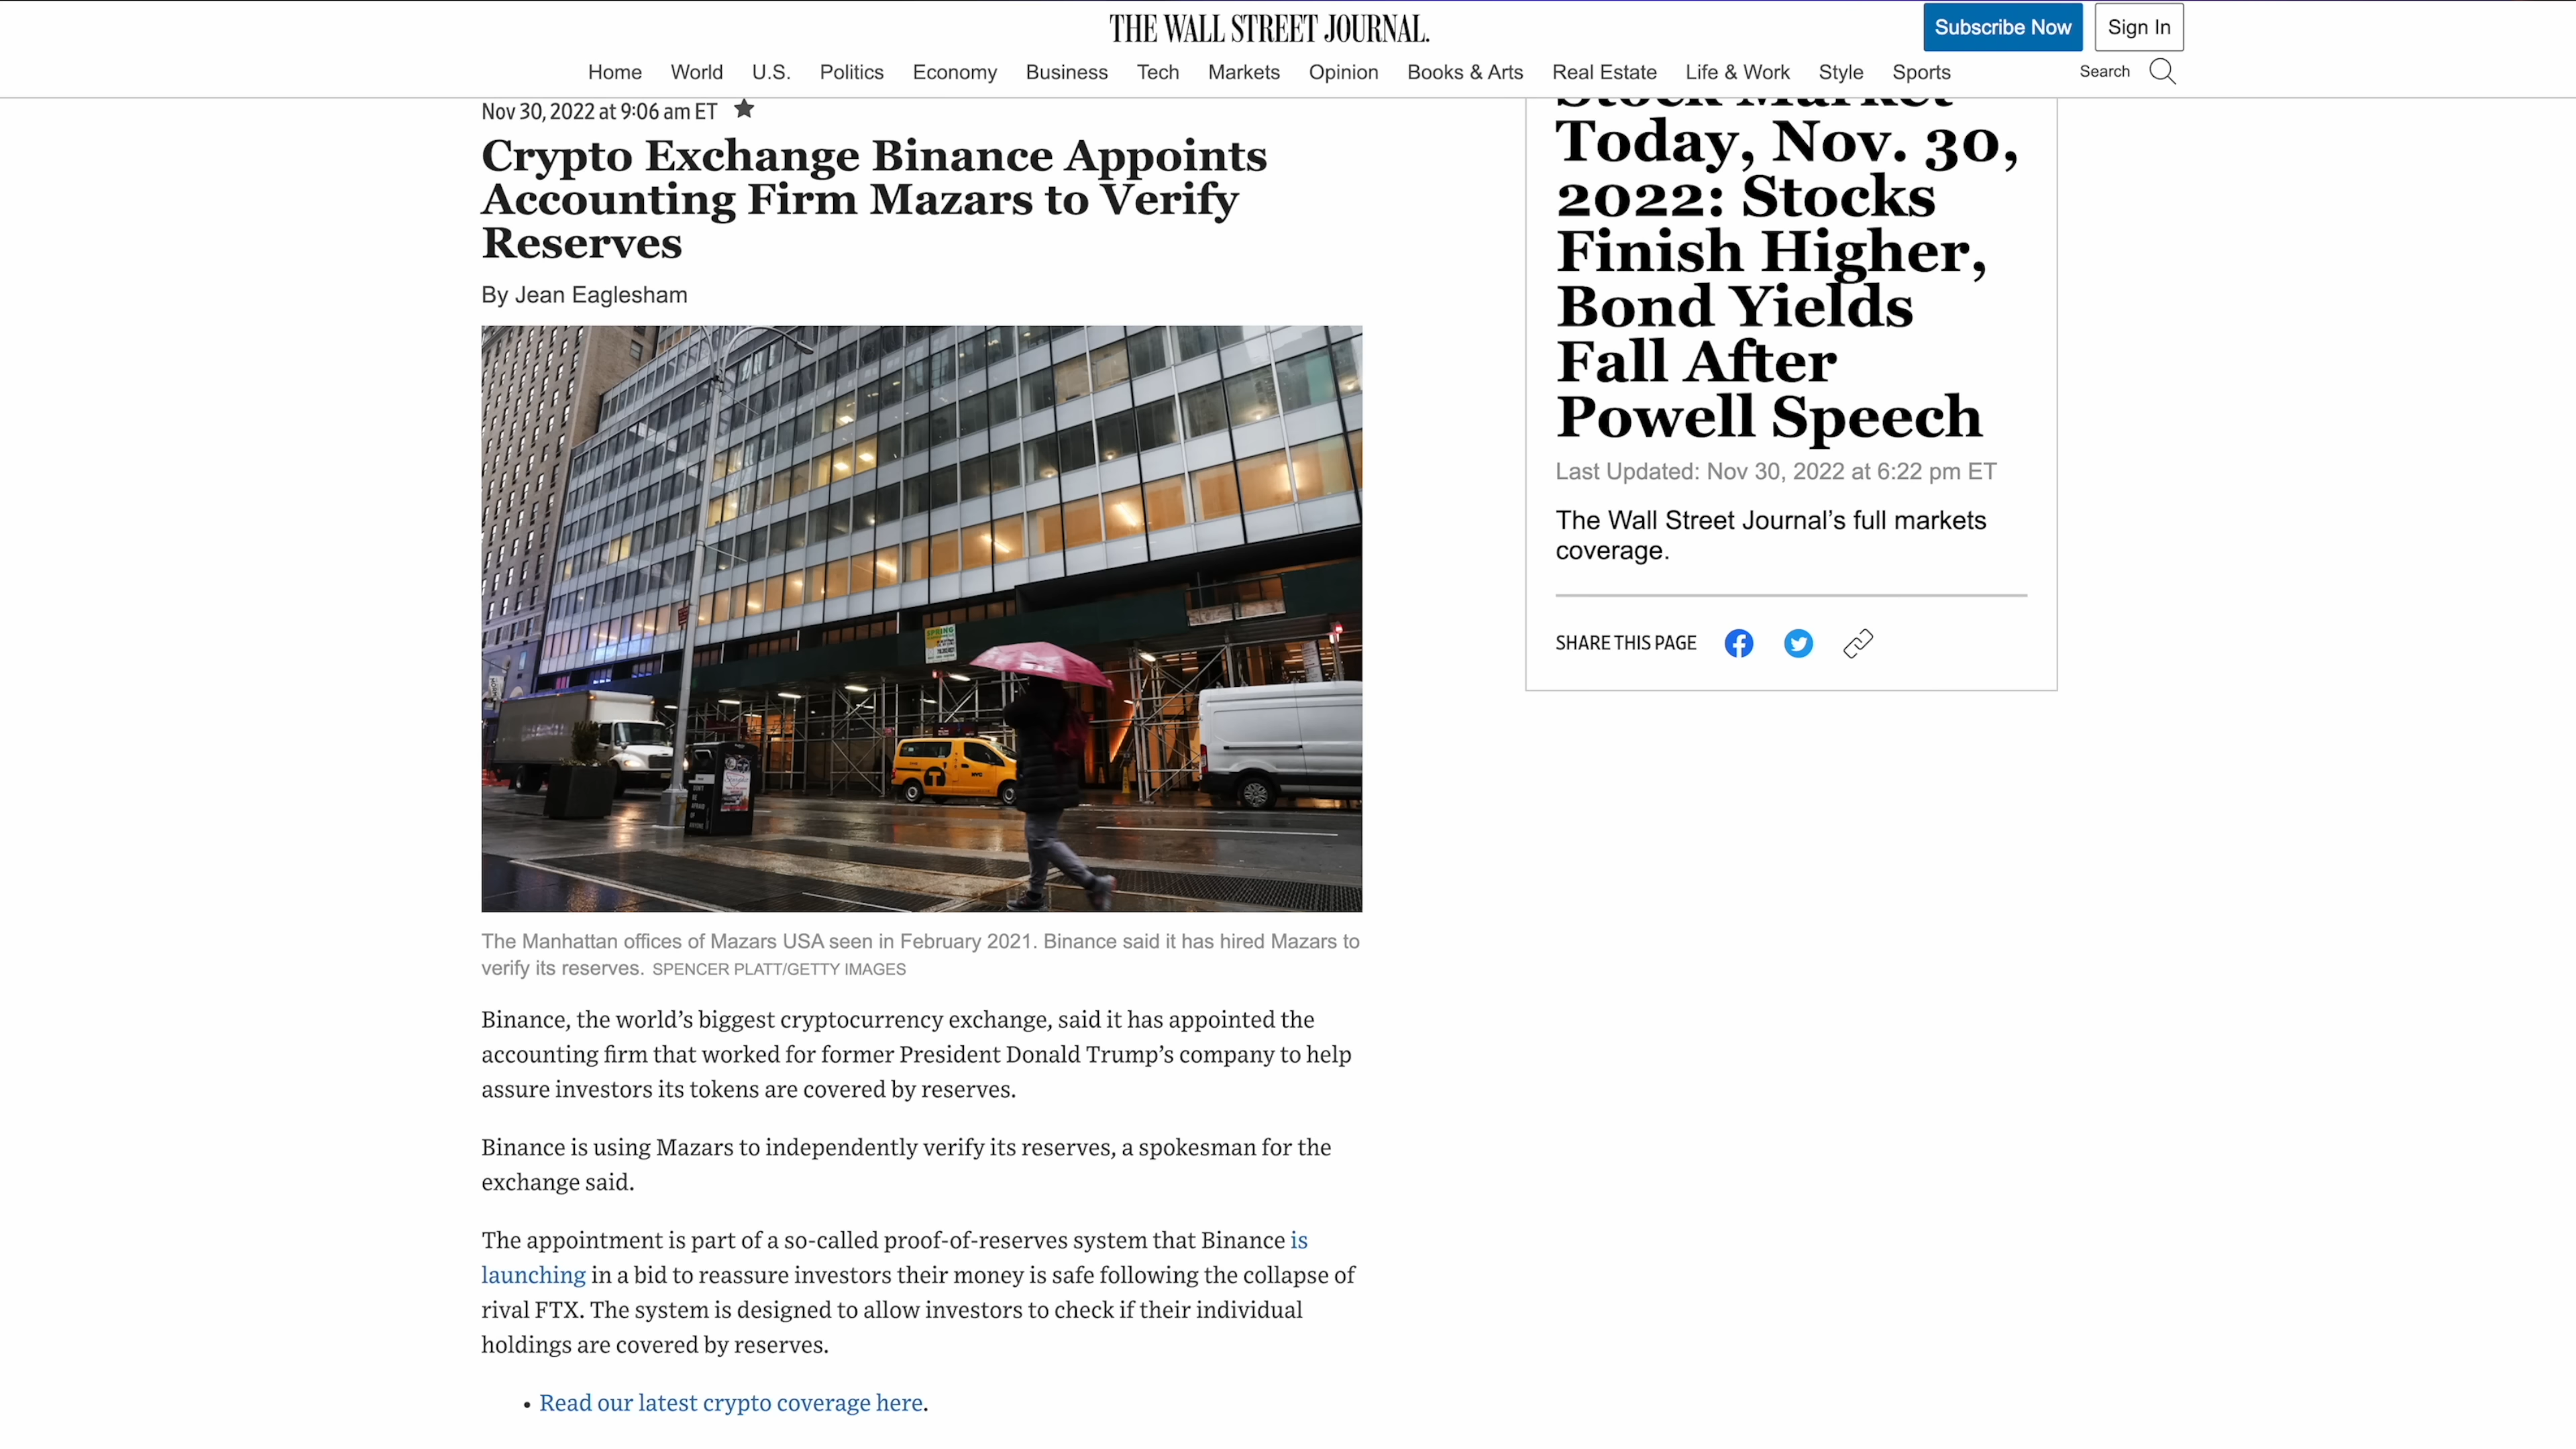 THE WALL STREET JOURNAL.
Subscribe Now
Sign In
Home World U.S. Politics Economy Business Tech Markets Opinion Books & Arts Real Estate Life & Work Style Sports
Search
Nov 30, 2022 at 9:06 am ET
Crypto Exchange Binance Appoints
Accounting Firm Mazars to Verify
Reserves
By Jean Eaglesham
SPRING
The Manhattan offices of Mazars USA seen in February 2021. Binance said it has hired Mazars to
verify its reserves. SPENCER PLATT/GETTY IMAGES
Binance, the world’s biggest cryptocurrency exchange, said it has appointed the
accounting firm that worked for former President Donald Trump’s company to help
assure investors its tokens are covered by reserves.
Binance is using Mazars to independently verify its reserves, a spokesman for the
exchange said.
The appointment is part of a so-called proof-of-reserves system that Binance is
launching in a bid to reassure investors their money is safe following the collapse of
rival FTX. The system is designed to allow investors to check if their individual
holdings are covered by reserves.
• Read our latest crypto coverage here.
Stock Market
Today, Nov. 30,
2022: Stocks
Finish Higher,
Bond Yields
Fall After
Powell Speech
Last Updated: Nov 30, 2022 at 6:22 pm ET
The Wall Street Journal’s full markets
coverage.
SHARE THIS PAGE